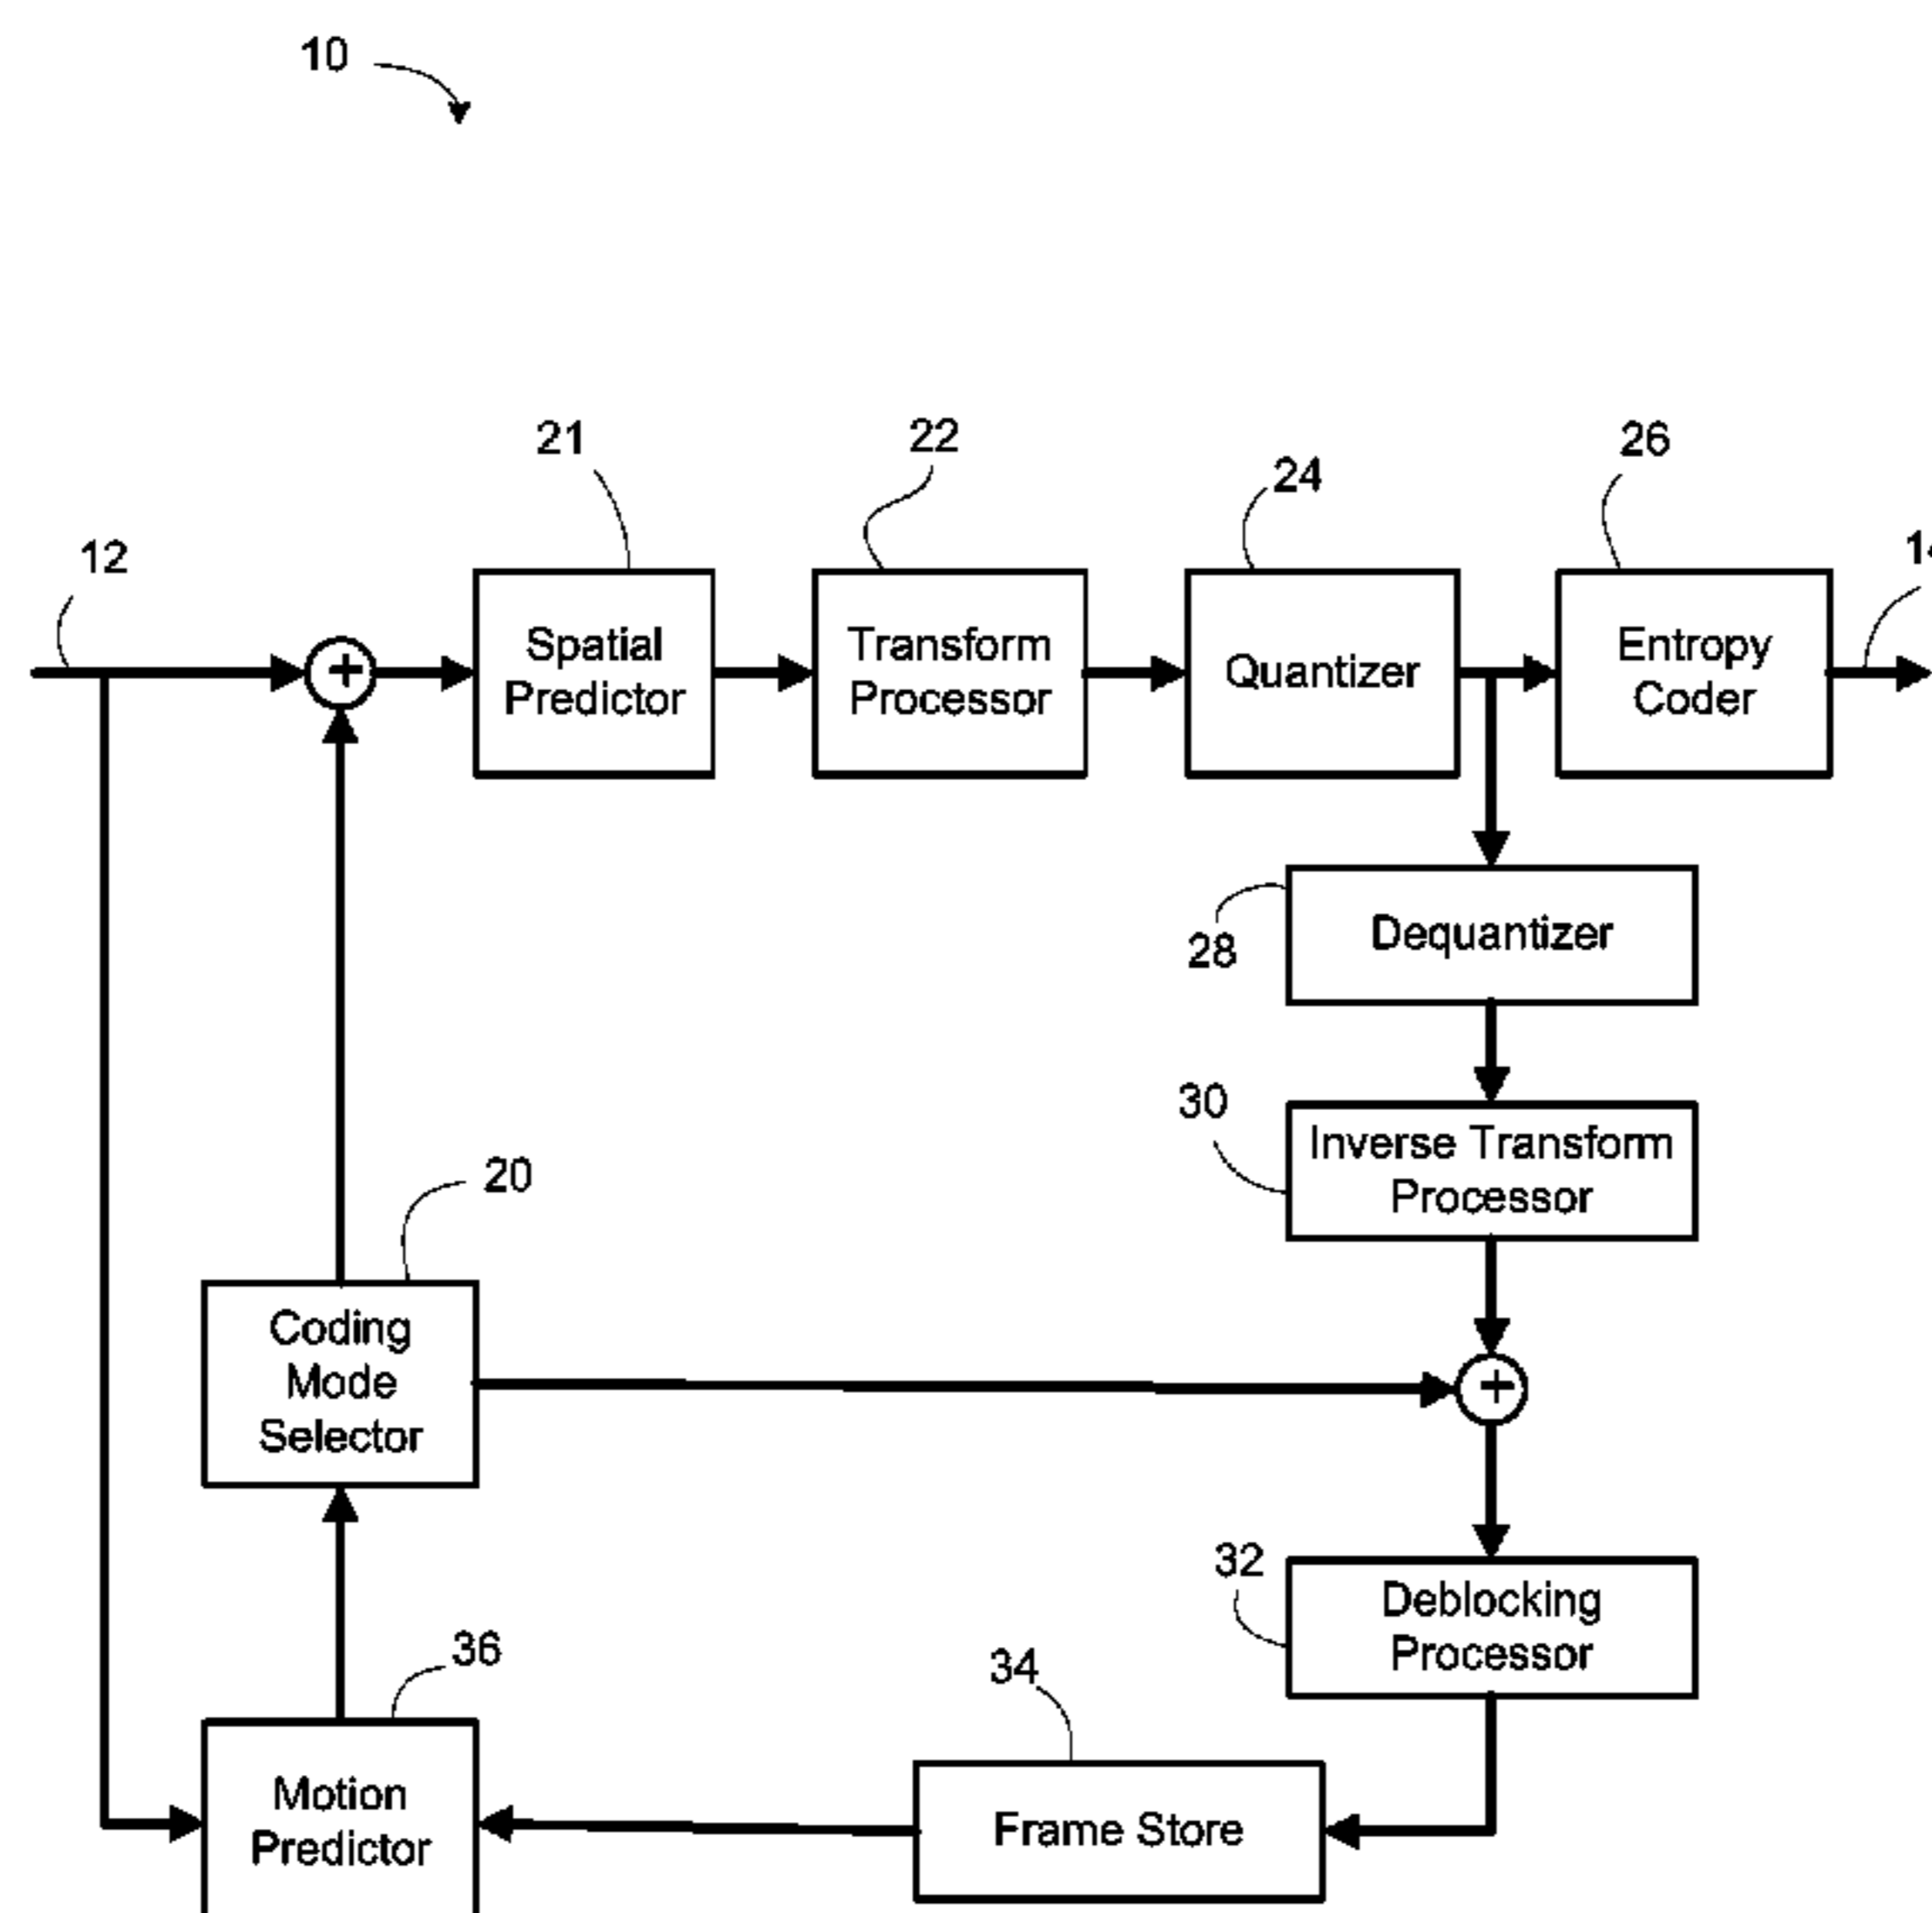 10
21
22
24
26
12
Spatial
Predictor
Transform
Processor
Quantizer
Entropy
Coder
Dequantizer
28
30
Inverse Transform
Processor
20
Coding
Mode
Selector
32
Deblocking
Processor
36
34
Motion
Predictor
Frame Store